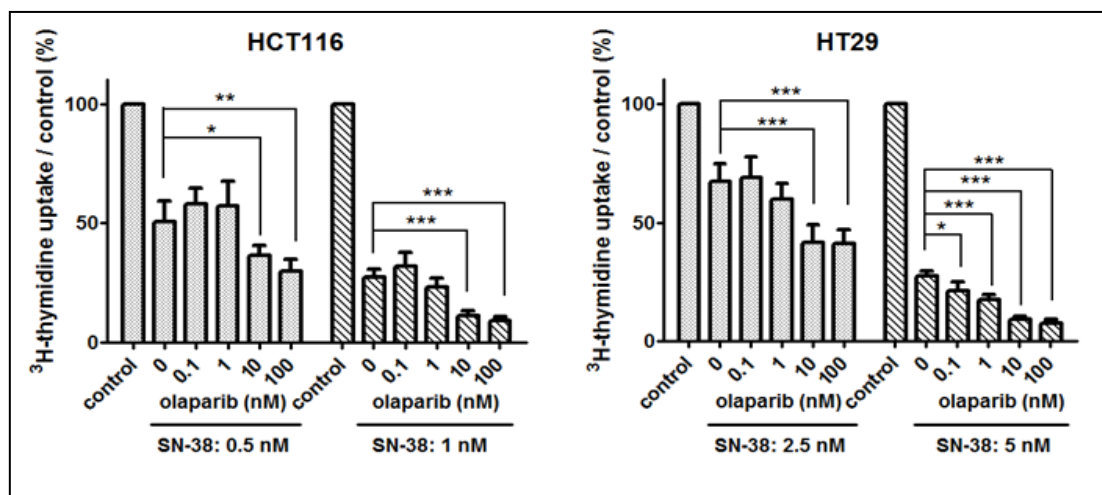 HCT116
³H-thymidine uptake / control (%)
100
50
0
**
*
***
***
control 0 0.1 1 10 100 control 0 0.1 1 10 100
olaparib (nM) olaparib (nM)
SN-38: 0.5 nM SN-38: 1 nM
HT29
³H-thymidine uptake / control (%)
100
50
0
***
***
***
***
***
*
control 0 0.1 1 10 100 control 0 0.1 1 10 100
olaparib (nM) olaparib (nM)
SN-38: 2.5 nM SN-38: 5 nM